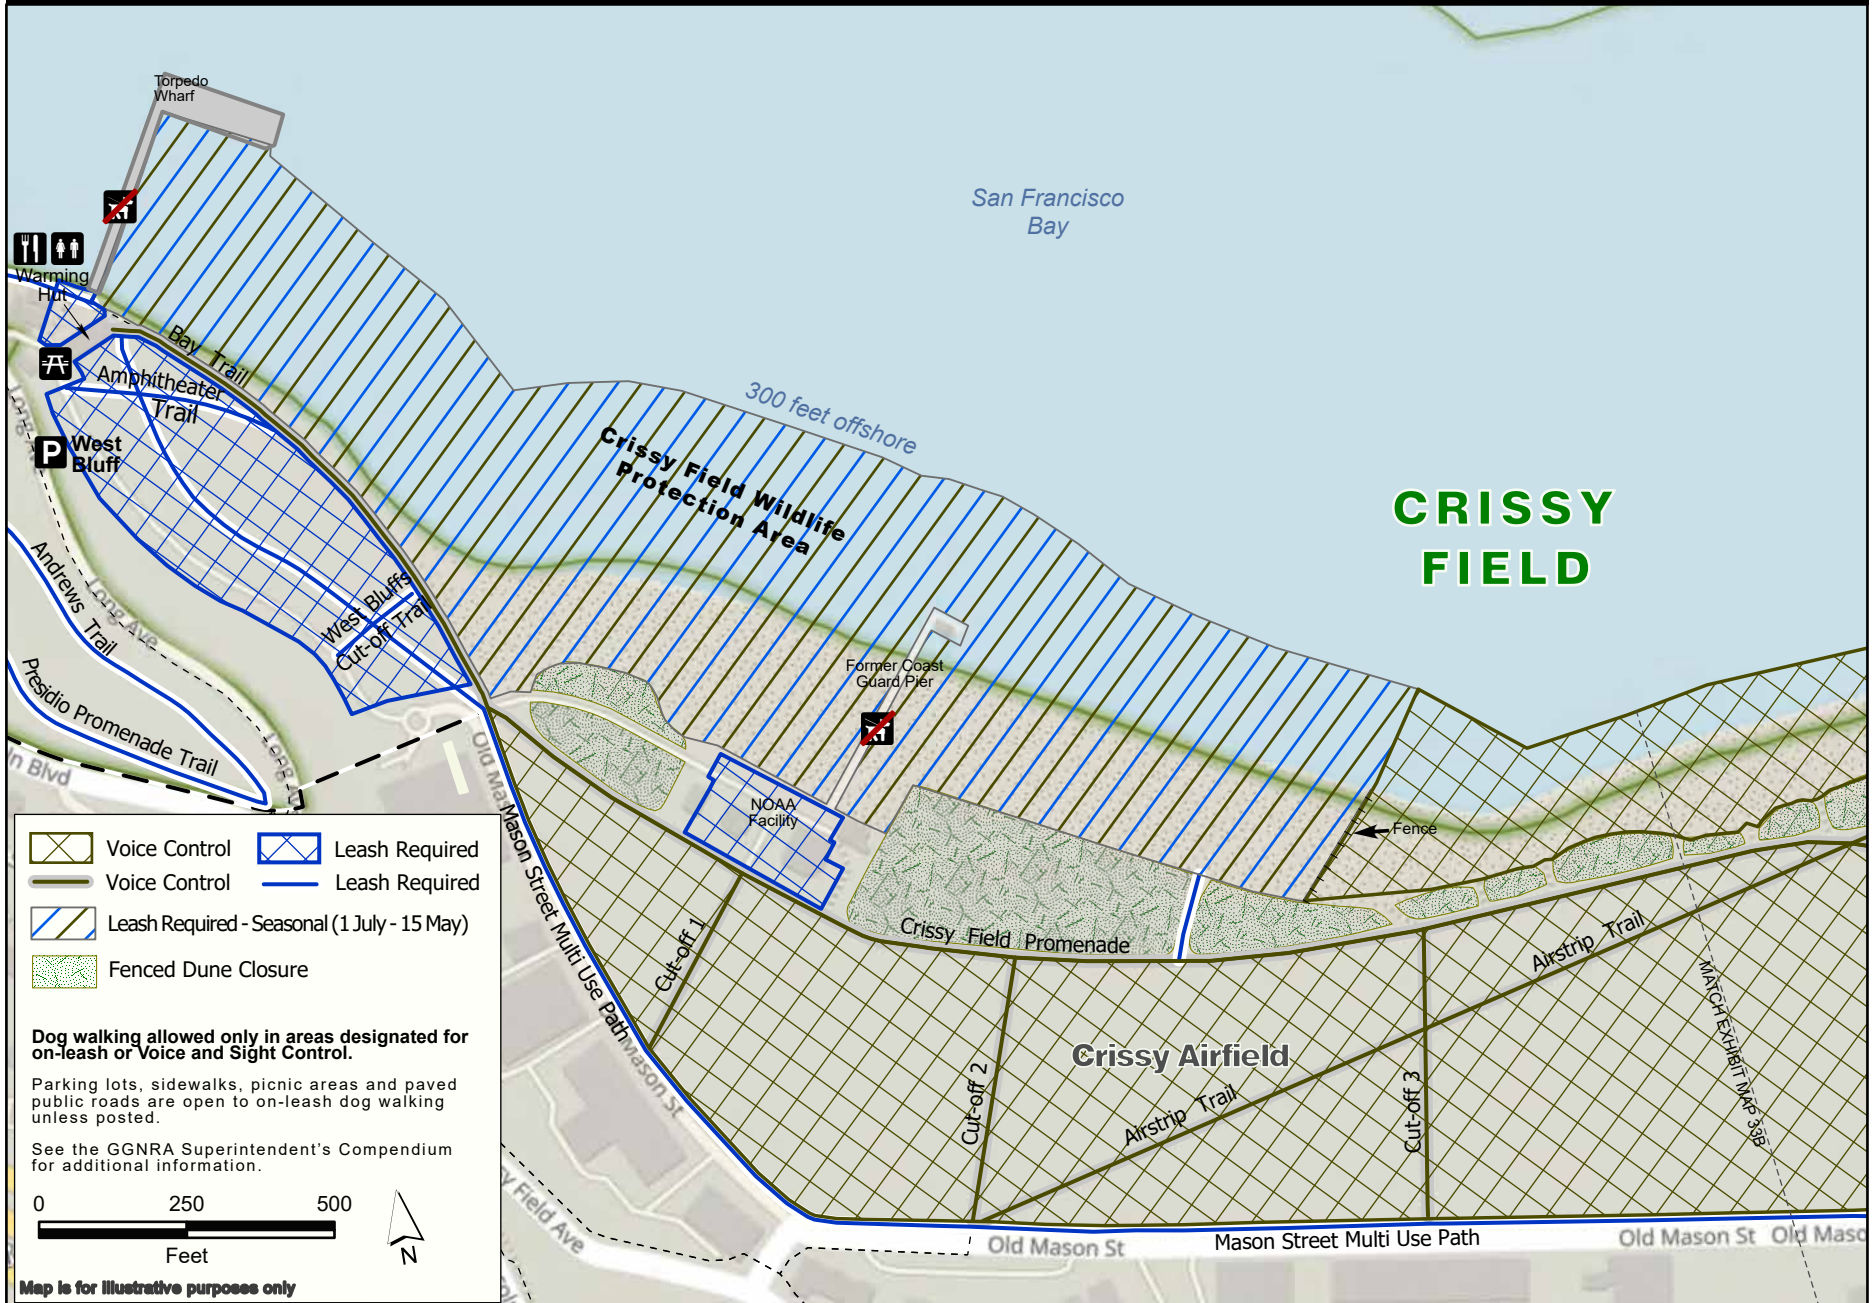 Torpedo
Wharf
San Francisco
Bay
Warming
Hut
Bay Trail
Amphitheater
Trail
300 feet offshore
Crissy Field Wildlife
Protection Area
P
West
Bluff
CRISSY
FIELD
Andrews
Trail
Long Ave
West Bluffs
Cut-off Trail
Former Coast
Guard Pier
Presidio Promenade Trail
NOAA
Facility
Fence
Mason Street Multi Use Path
Cut-off 1
Crissy Field Promenade
Airstrip Trail
MATCH EXHIBIT MAP 33B
Mason St
Cut-off 2
Crissy Airfield
Airstrip Trail
Cut-off 3
Old Mason St
Mason Street Multi Use Path
Old Mason St
Voice Control
Leash Required
Voice Control
Leash Required
Leash Required - Seasonal (1 July - 15 May)
Fenced Dune Closure
Dog walking allowed only in areas designated for
on-leash or Voice and Sight Control.
Parking lots, sidewalks, picnic areas and paved
public roads are open to on-leash dog walking
unless posted.
See the GGNRA Superintendent's Compendium
for additional information.
0 250 500
Feet
N
Map is for illustrative purposes only